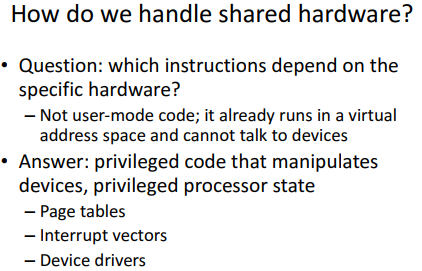 How do we handle shared hardware?
• Question: which instructions depend on the
specific hardware?
– Not user-mode code; it already runs in a virtual
address space and cannot talk to devices
• Answer: privileged code that manipulates
devices, privileged processor state
– Page tables
– Interrupt vectors
– Device drivers